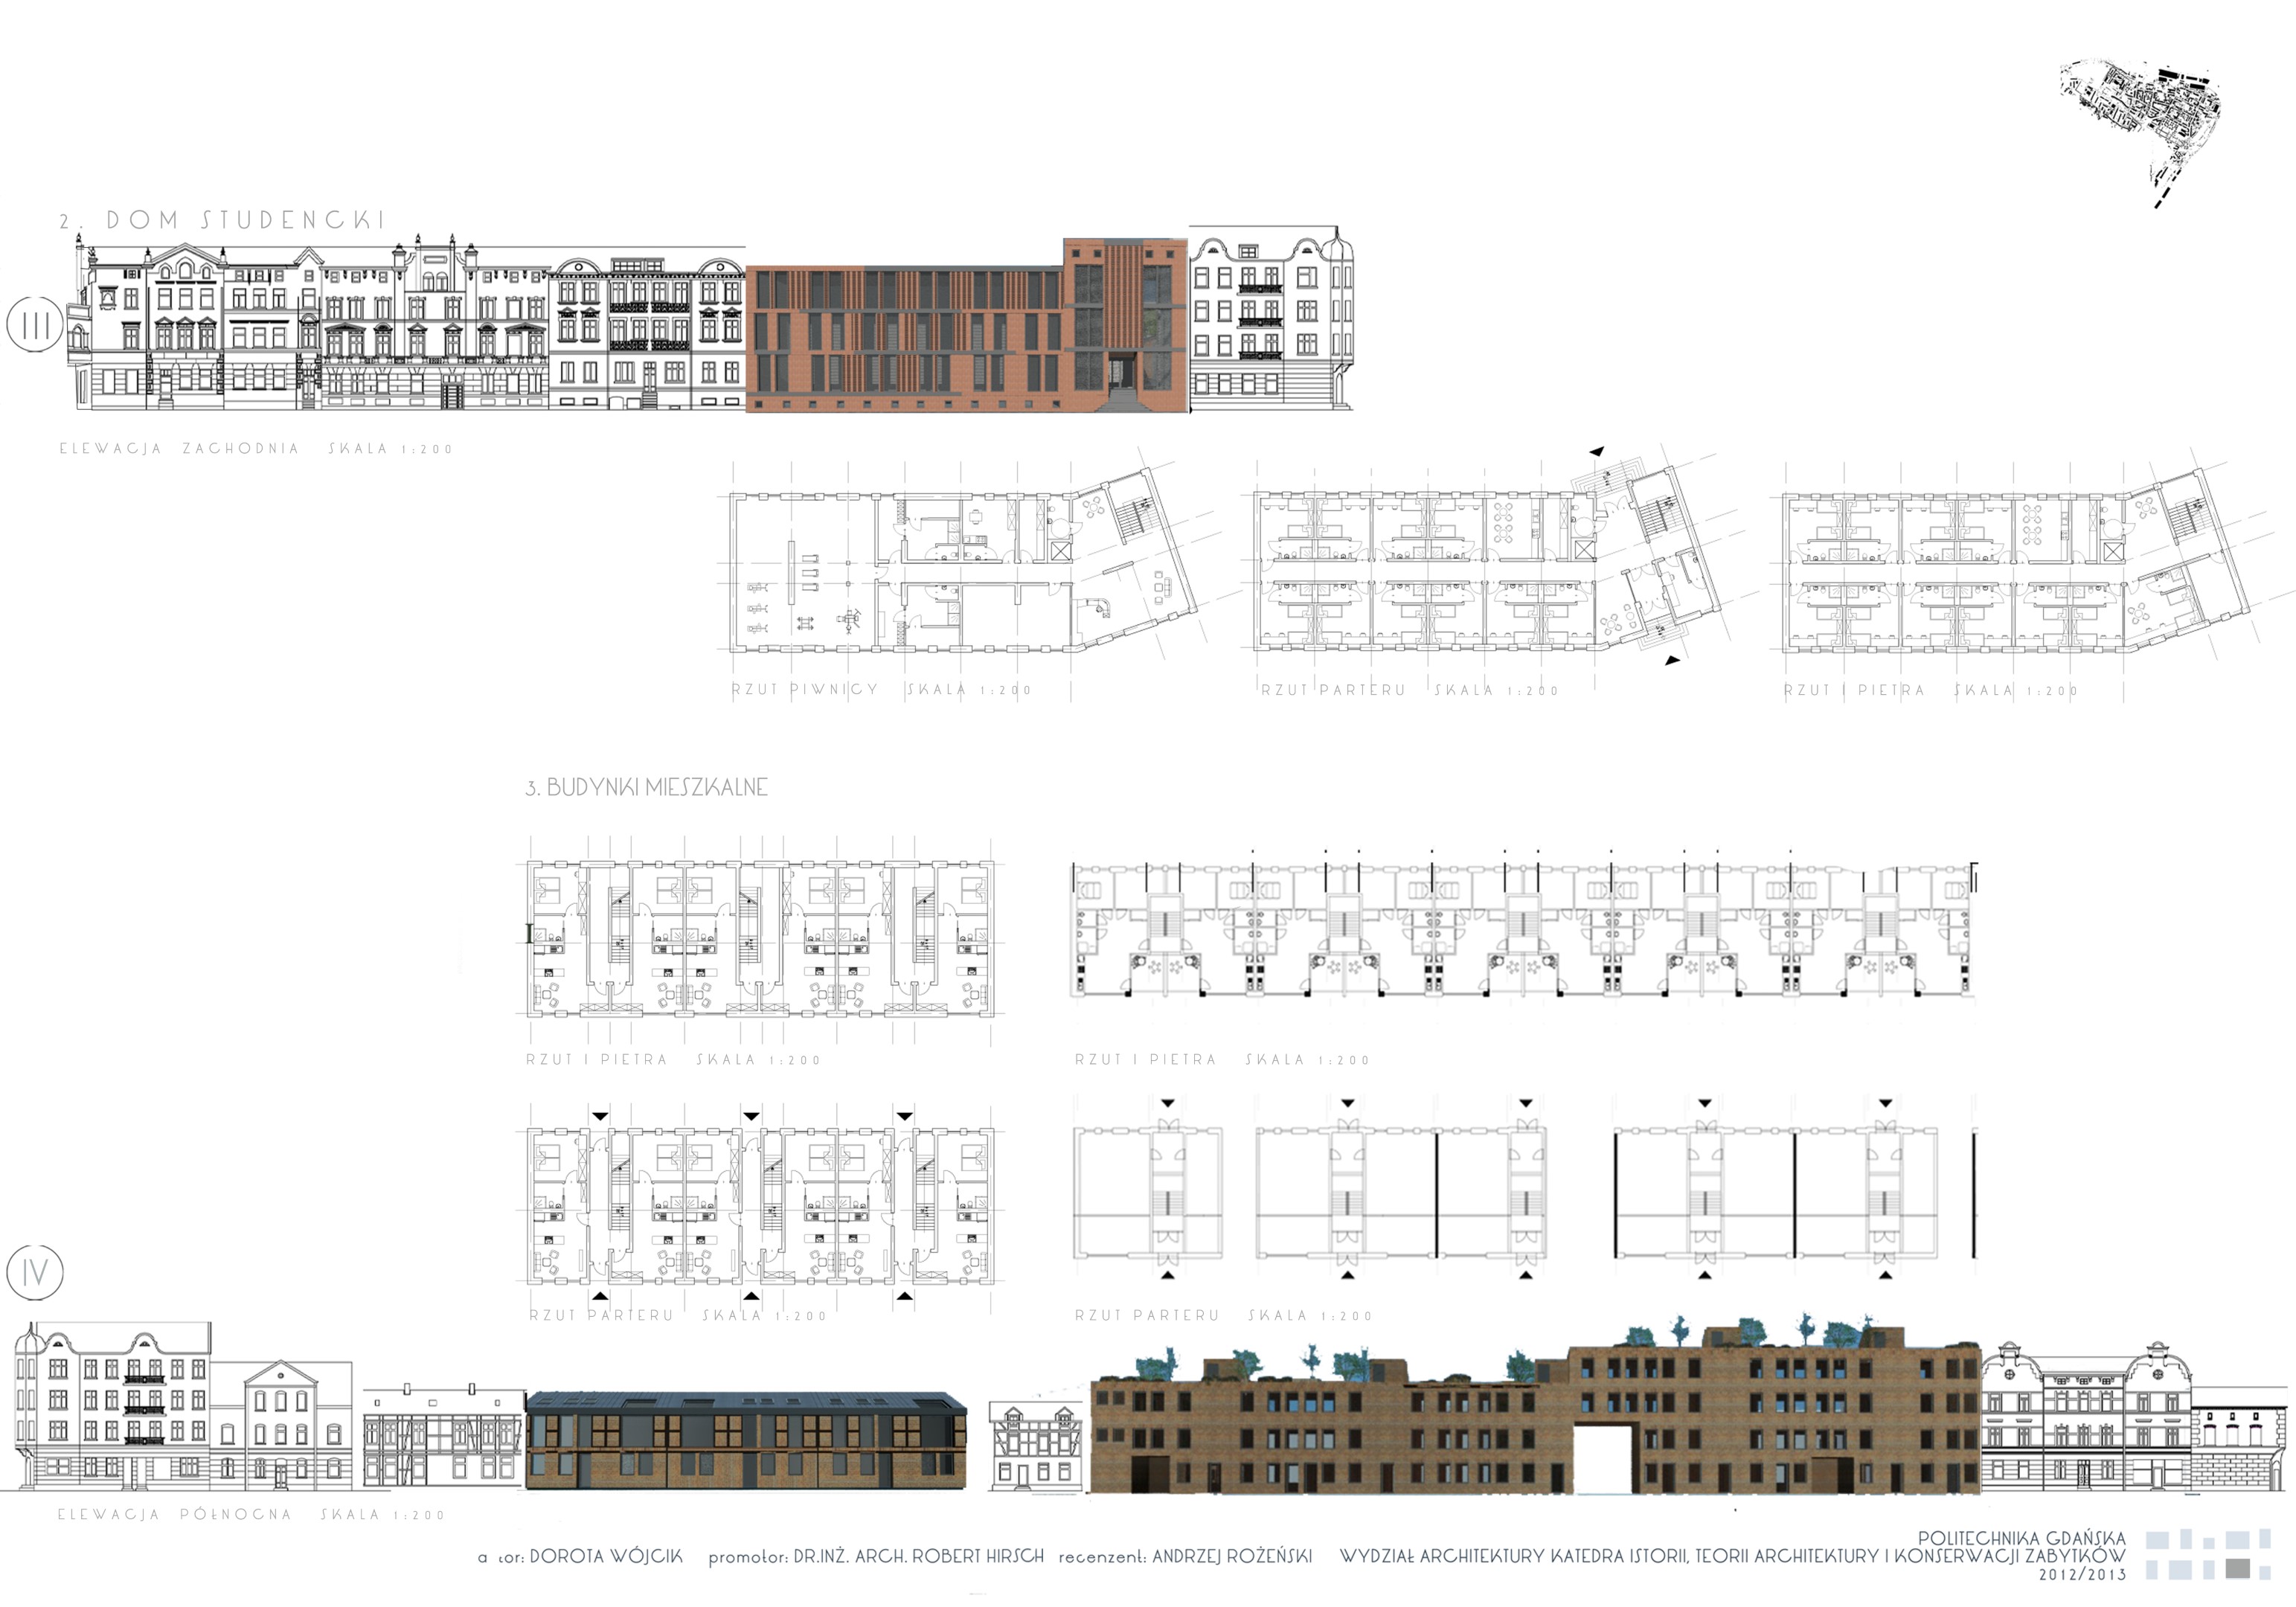 2. DOM STUDENCKI
III
ELEWACJA ZACHODNIA SKALA 1:200
RZUT PIWNICY SKALA 1:200
RZUT PARTERU SKALA 1:200
RZUT I PIETRA SKALA 1:200
3. BUDYNKI MIESZKALNE
RZUT I PIETRA SKALA 1:200
RZUT I PIETRA SKALA 1:200
IV
RZUT PARTERU SKALA 1:200
RZUT PARTERU SKALA 1:200
ELEWACJA PÓŁNOCNA SKALA 1:200
POLITECHNIKA GDAŃSKA
a tor: DOROTA WÓJCIK promotor: DR.INŻ. ARCH. ROBERT HIRSCH recenzent: ANDRZEJ ROŻEŃSKI WYDZIAŁ ARCHITEKTURY KATEDRA ISTORII, TEORII ARCHITEKTURY I KONSERWACJI ZABYTKÓW
2012/2013